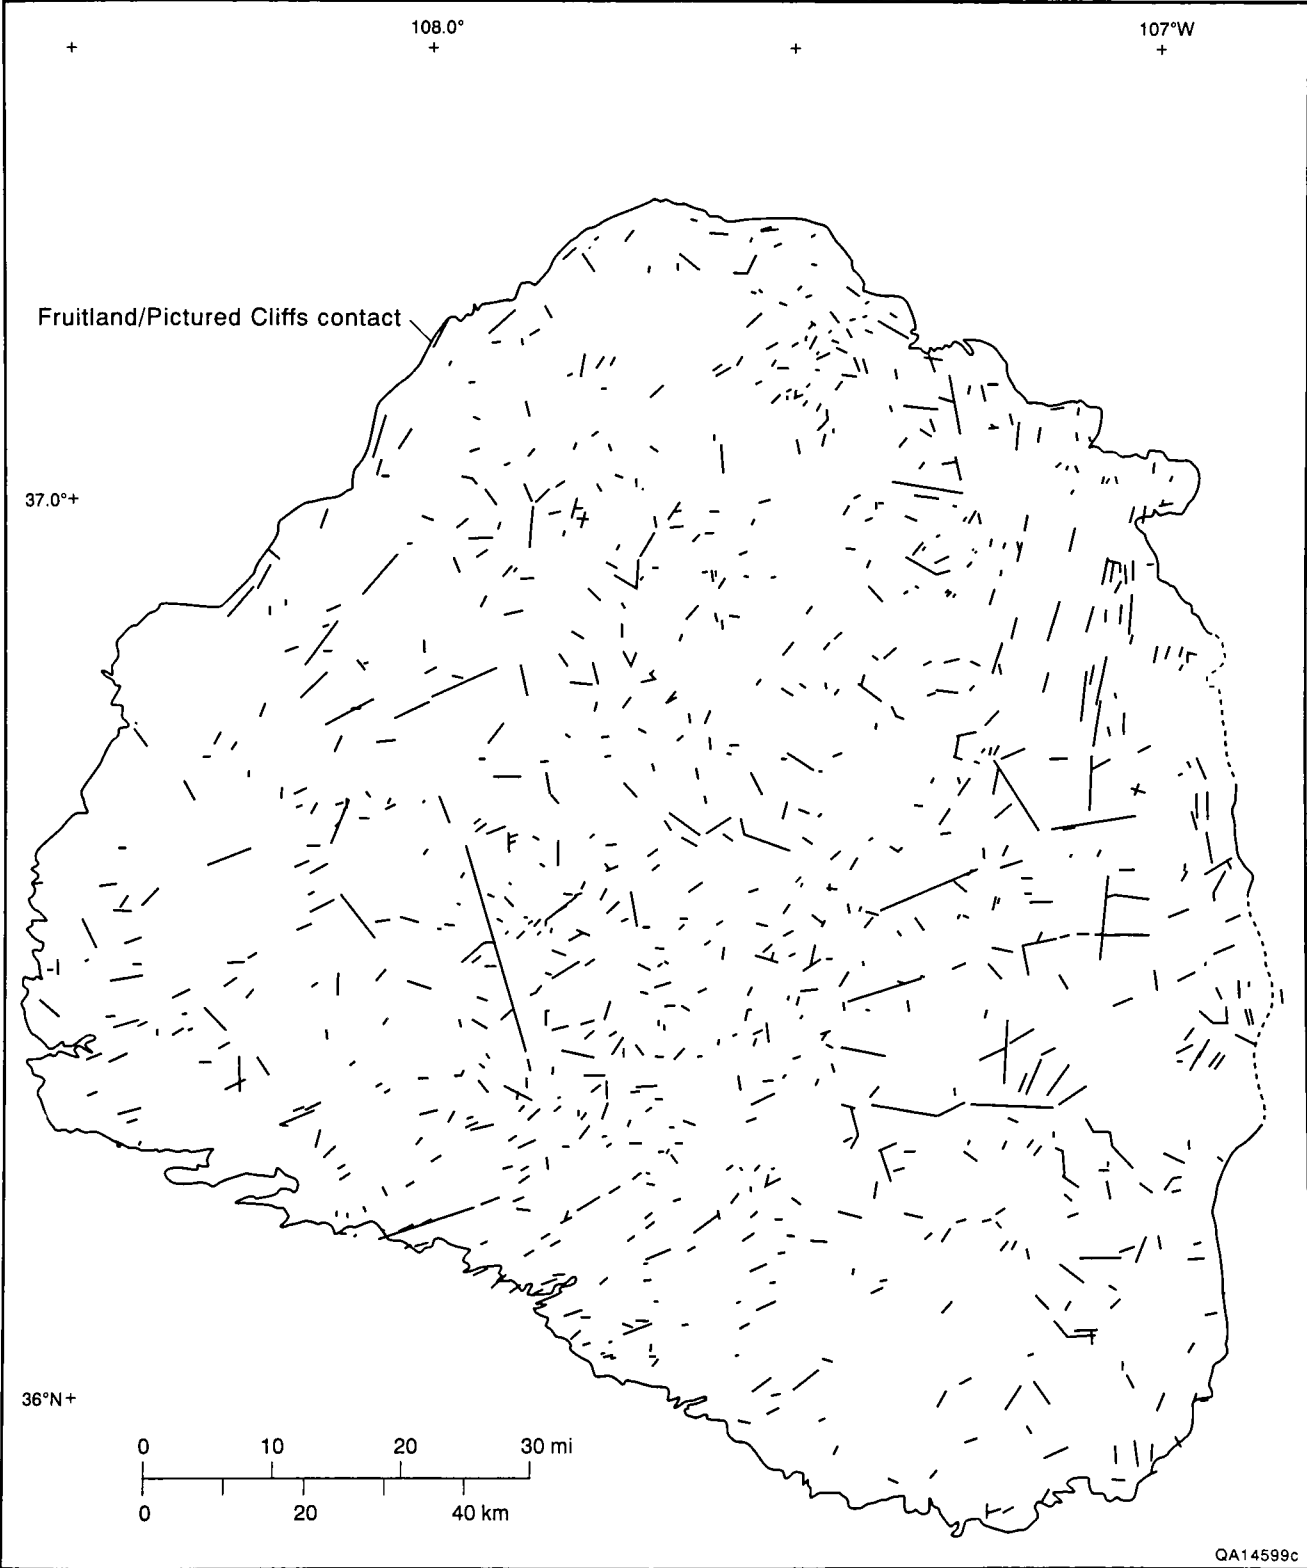 108.0°
107°W
+ + + +
Fruitland/Pictured Cliffs contact
37.0°+
36°N+
0 10 20 30 mi
0 20 40 km
QA14599c